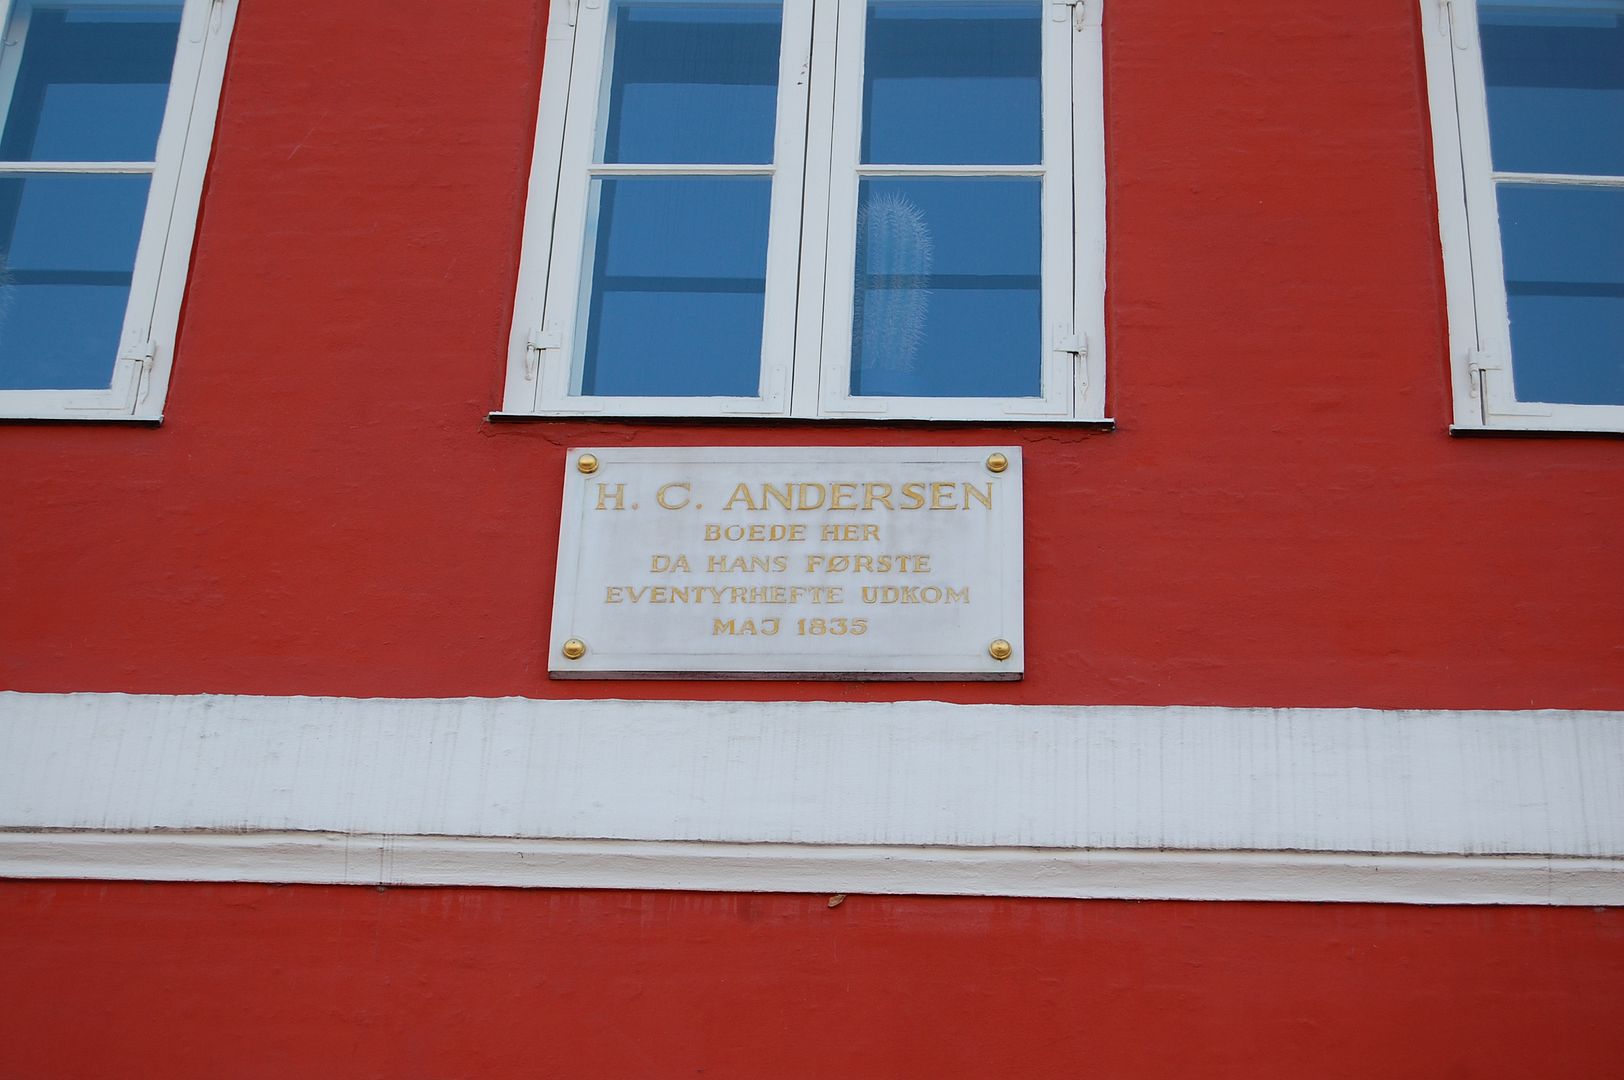 H. C. ANDERSEN
BOEDE HER
DA HANS FØRSTE
EVENTYRHEFTE UDKOM
MAJ 1835